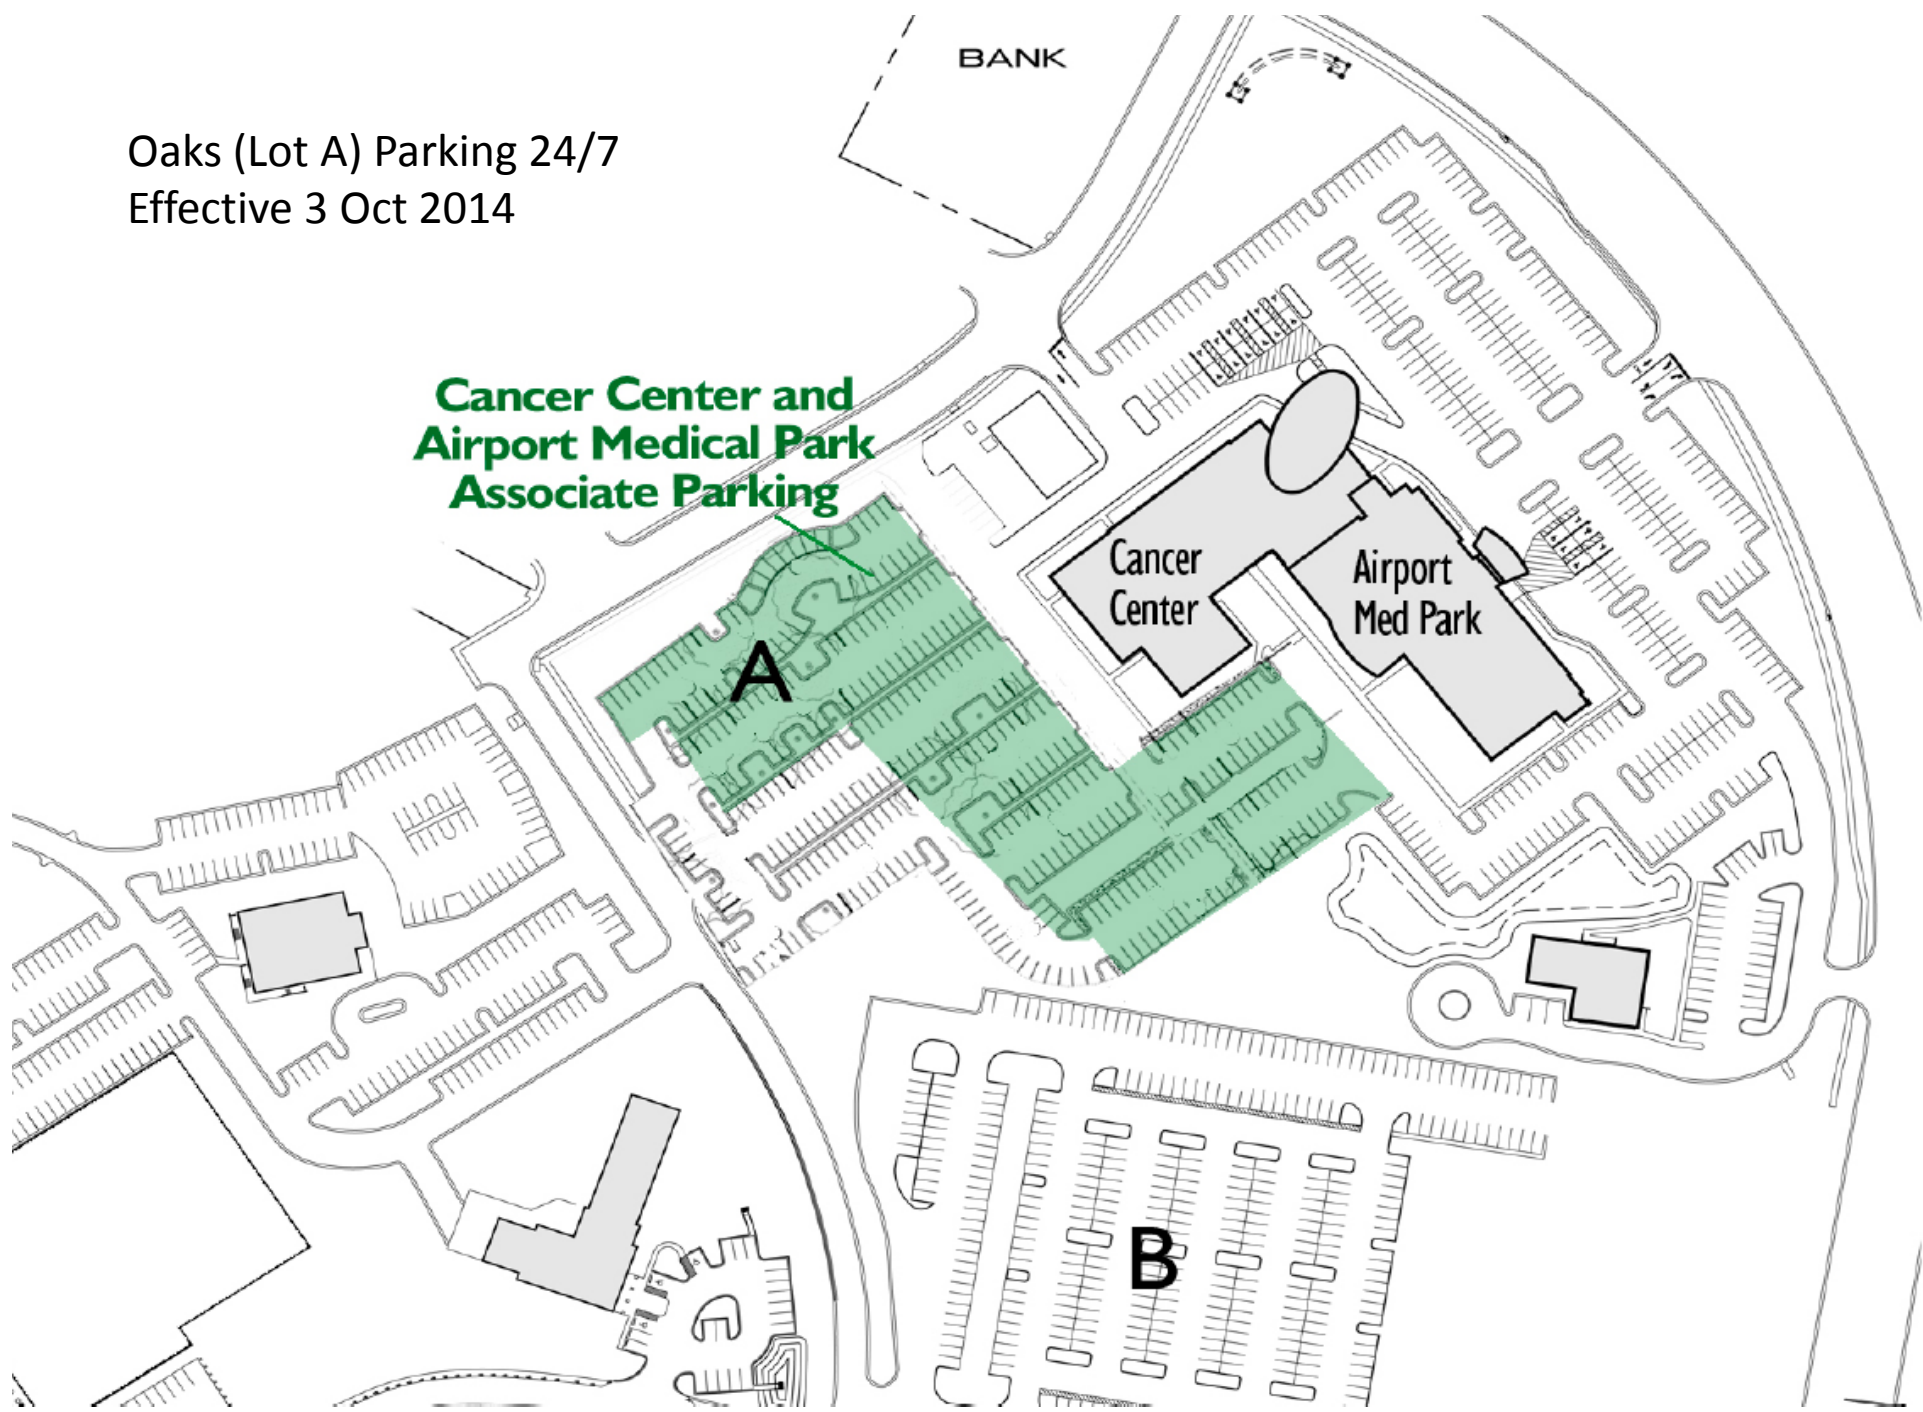 BANK
Oaks (Lot A) Parking 24/7
Effective 3 Oct 2014
Cancer Center and
Airport Medical Park
Associate Parking
Cancer
Center
Airport
Med Park
A
B